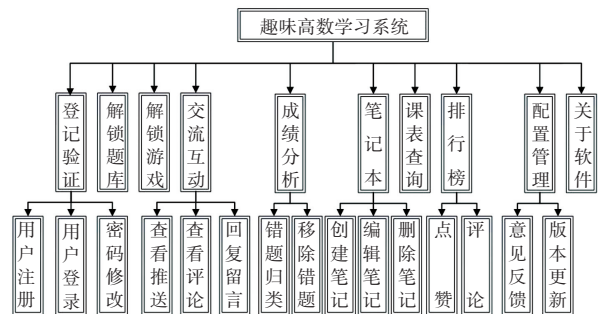 趣味高数学习系统
登记验证
解锁题库
解锁游戏
交流互动
成绩分析
笔记本
课表查询
排行榜
配置管理
关于软件
用户注册
用户登录
密码修改
查看推送
查看评论
回复留言
错题归类
移除错题
创建笔记
编辑笔记
删除笔记
点赞
评论
意见反馈
版本更新